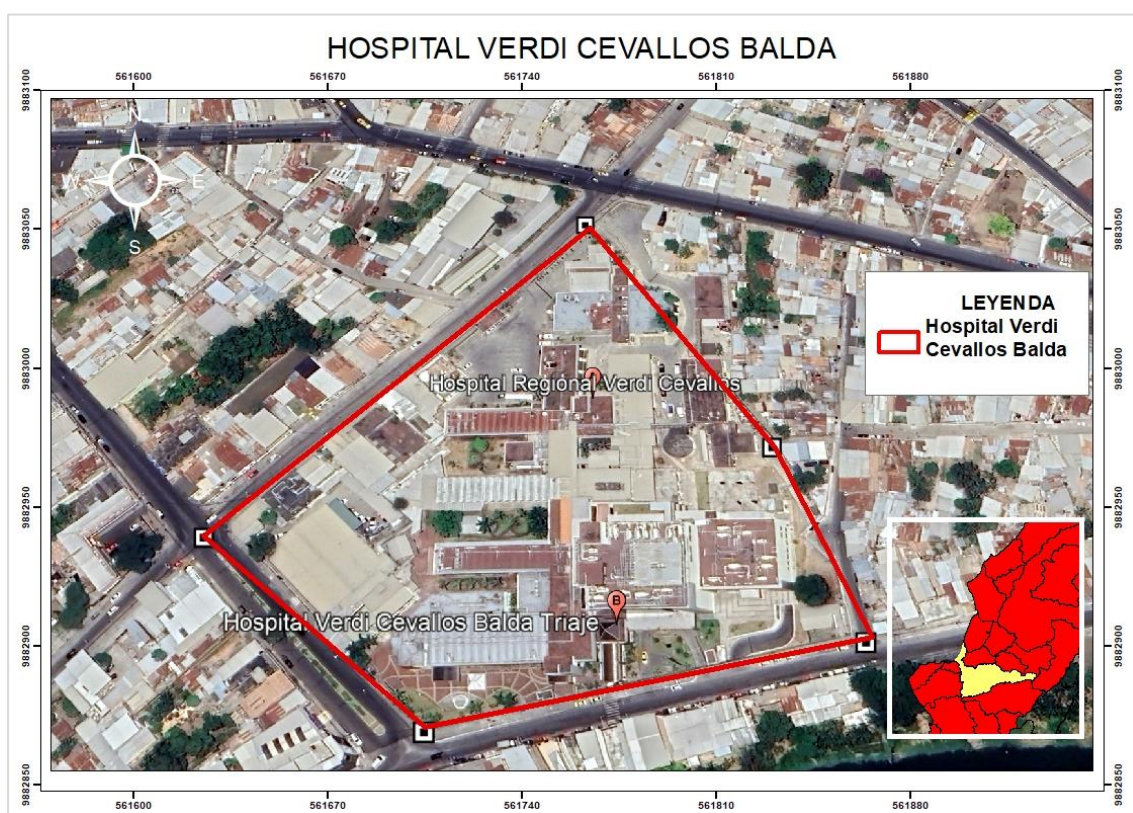 HOSPITAL VERDI CEVALLOS BALDA
561600 561670 561740 561810 561880
9883100 9883100
N
W E
S
9883050 9883050
LEYENDA
Hospital Verdi
Cevallos Balda
9883000 9883000
Hospital Regional Verdi Cevallos
9882950 9882950
B
Hospital Verdi Cevallos Balda Triaje
9882900 9882900
9882850 9882850
561600 561670 561740 561810 561880